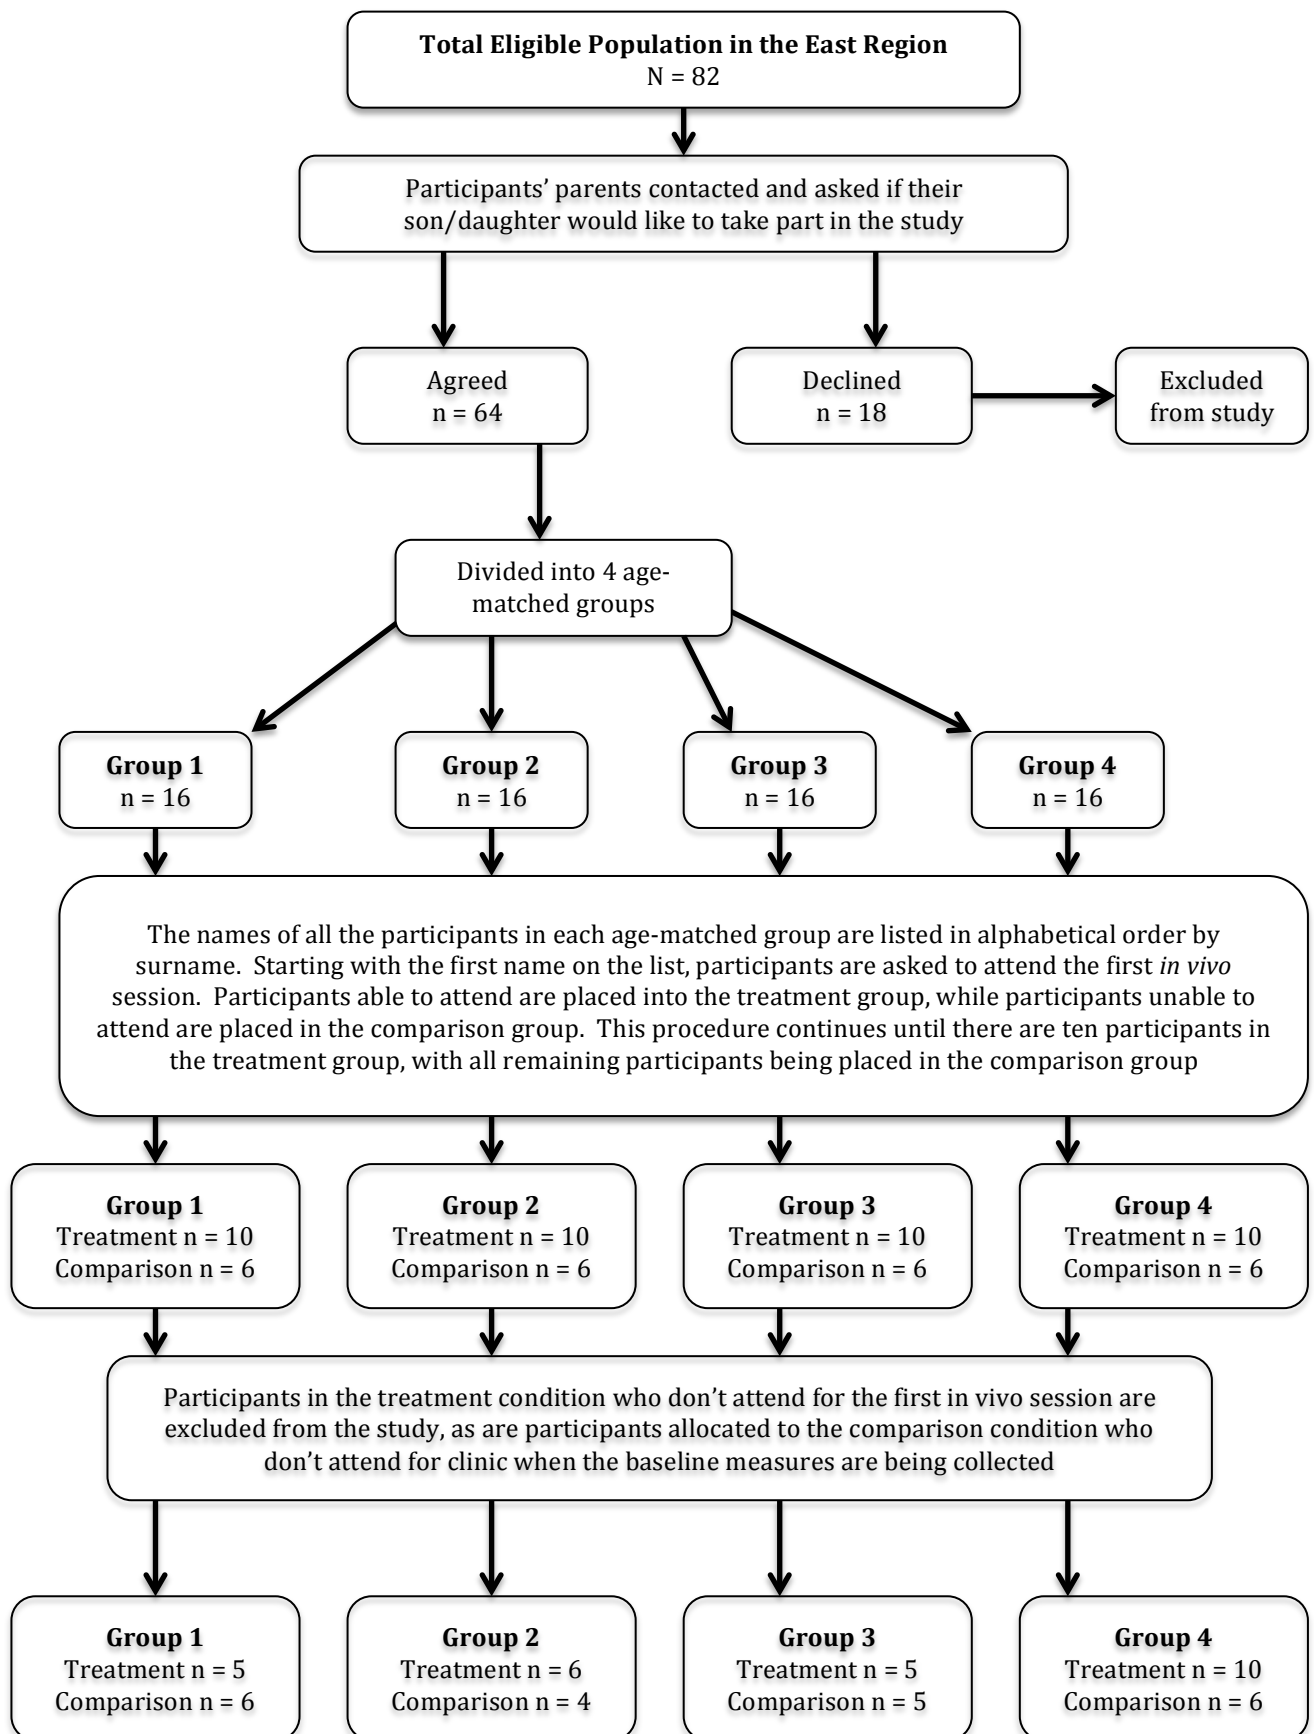 Total Eligible Population in the East Region
N = 82
Participants’ parents contacted and asked if their
son/daughter would like to take part in the study
Agreed
n = 64
Declined
n = 18
Excluded
from study
Divided into 4 age-
matched groups
Group 1
n = 16
Group 2
n = 16
Group 3
n = 16
Group 4
n = 16
The names of all the participants in each age-matched group are listed in alphabetical order by
surname.  Starting with the first name on the list, participants are asked to attend the first in vivo
session.  Participants able to attend are placed into the treatment group, while participants unable to
attend are placed in the comparison group.  This procedure continues until there are ten participants in
the treatment group, with all remaining participants being placed in the comparison group
Group 1
Treatment n = 10
Comparison n = 6
Group 2
Treatment n = 10
Comparison n = 6
Group 3
Treatment n = 10
Comparison n = 6
Group 4
Treatment n = 10
Comparison n = 6
Participants in the treatment condition who don’t attend for the first in vivo session are
excluded from the study, as are participants allocated to the comparison condition who
don’t attend for clinic when the baseline measures are being collected
Group 1
Treatment n = 5
Comparison n = 6
Group 2
Treatment n = 6
Comparison n = 4
Group 3
Treatment n = 5
Comparison n = 5
Group 4
Treatment n = 10
Comparison n = 6